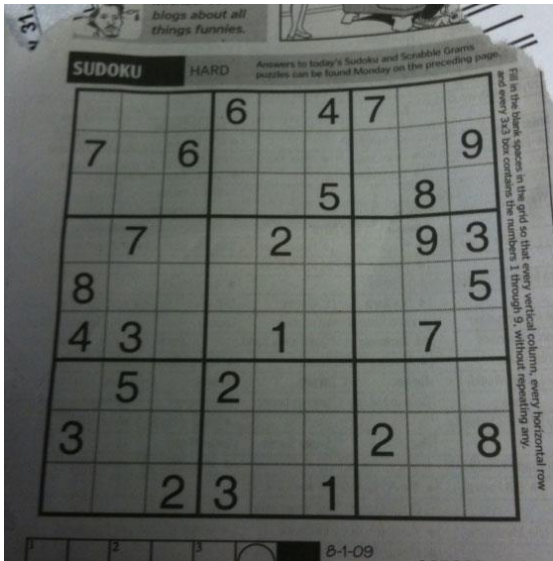 31,
blogs about all
things funnies.
SUDOKU HARD
Answers to today's Sudoku and Scrabble Grams
puzzles can be found Monday on the preceding page.
Fill in the blank spaces in the grid so that every vertical column, every horizontal row
and every 3x3 box contains the numbers 1 through 9, without repeating any.
6 4 7
7 6 9
5 8
7 2 9 3
8 5
4 3 1 7
5 2
3 2 8
2 3 1
1 2 3
8-1-09